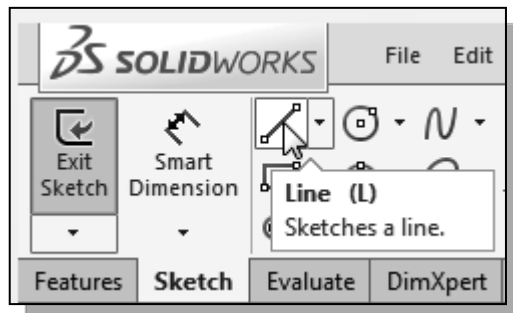 SOLIDWORKS File Edit
Exit Sketch
Smart Dimension
Line (L)
Sketches a line.
Features Sketch Evaluate DimXpert